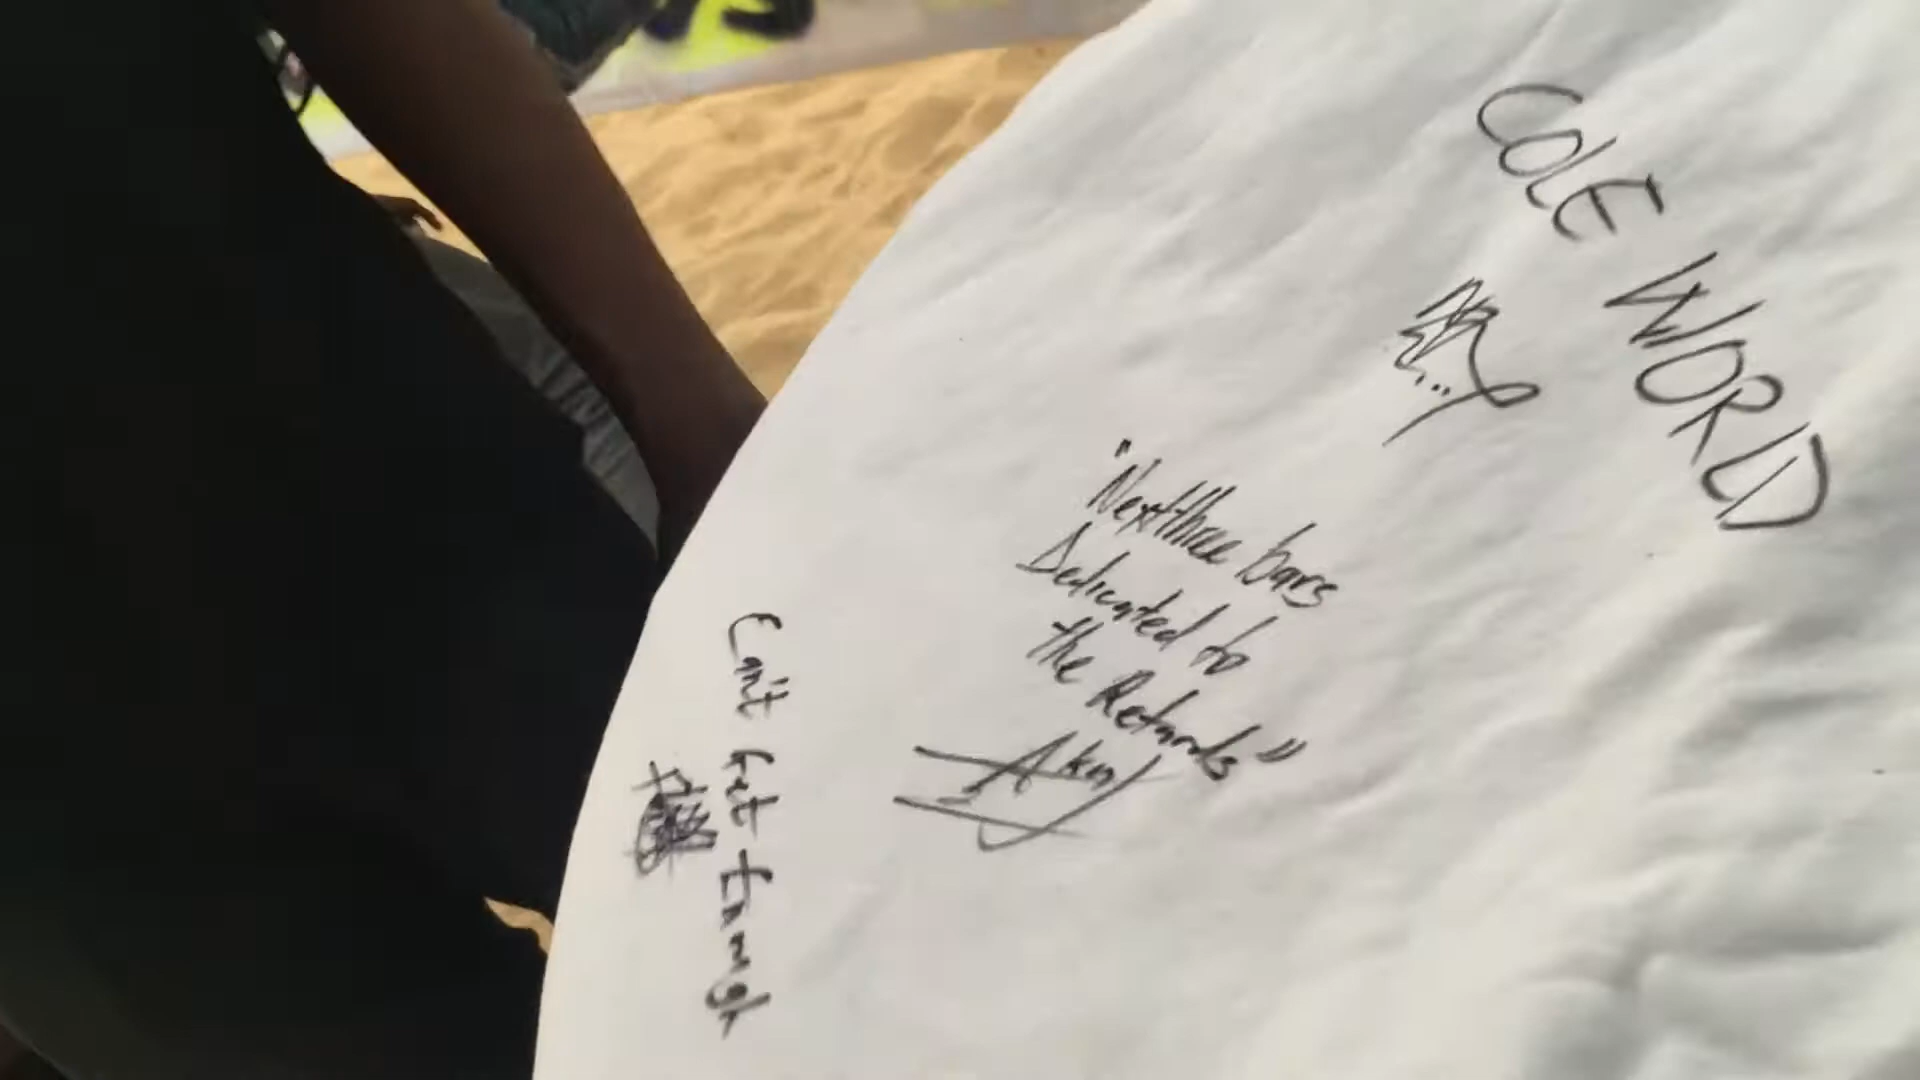 COLE WORLD
"Next three bars
Dedicated to
the Retards"
Can't Get Enough